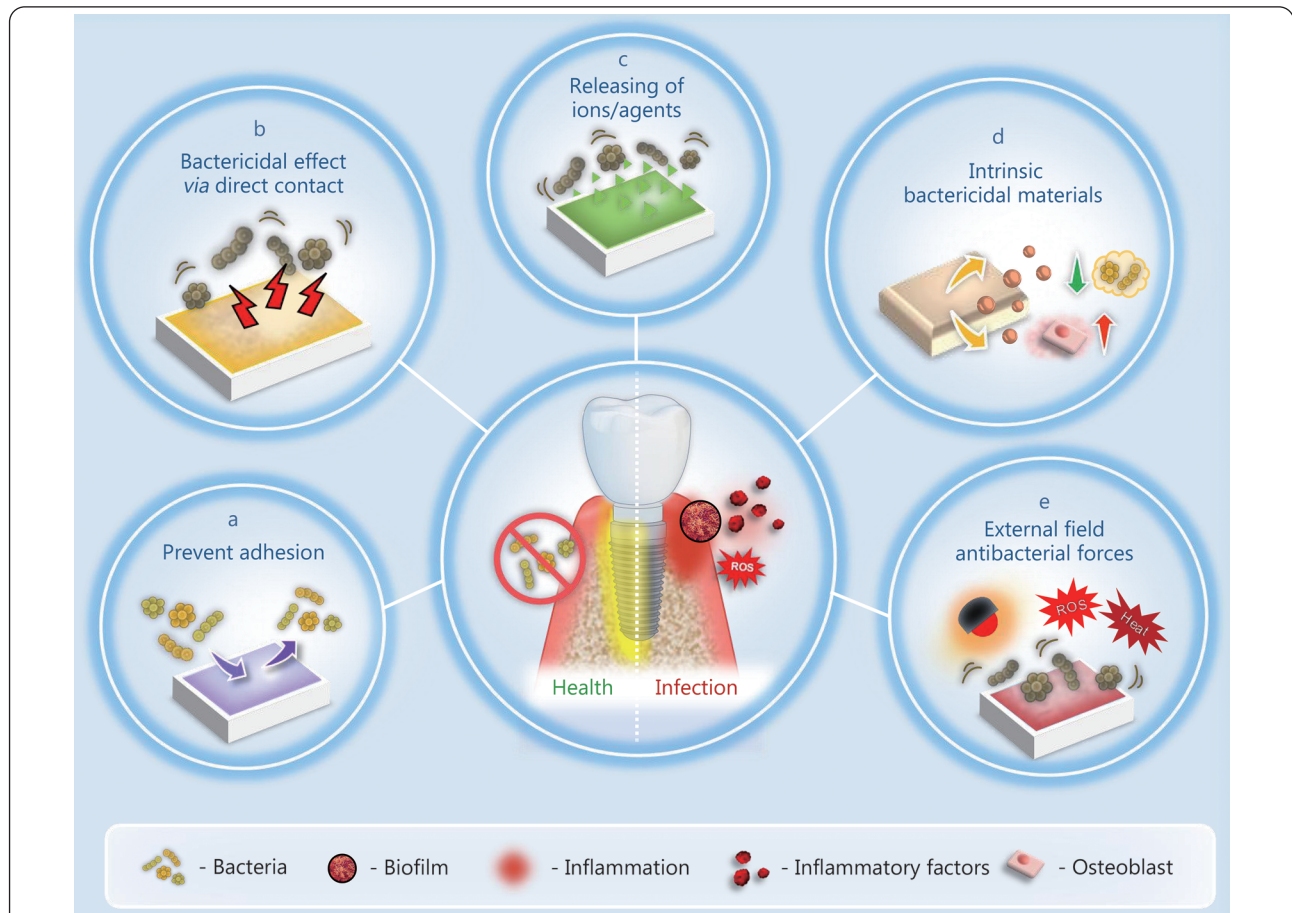 c
Releasing of
ions/agents
b
Bactericidal effect
via direct contact
d
Intrinsic
bactericidal materials
a
Prevent adhesion
e
External field
antibacterial forces
ROS
Heat
ROS
Health
Infection
- Bacteria
- Biofilm
- Inflammation
- Inflammatory factors
- Osteoblast